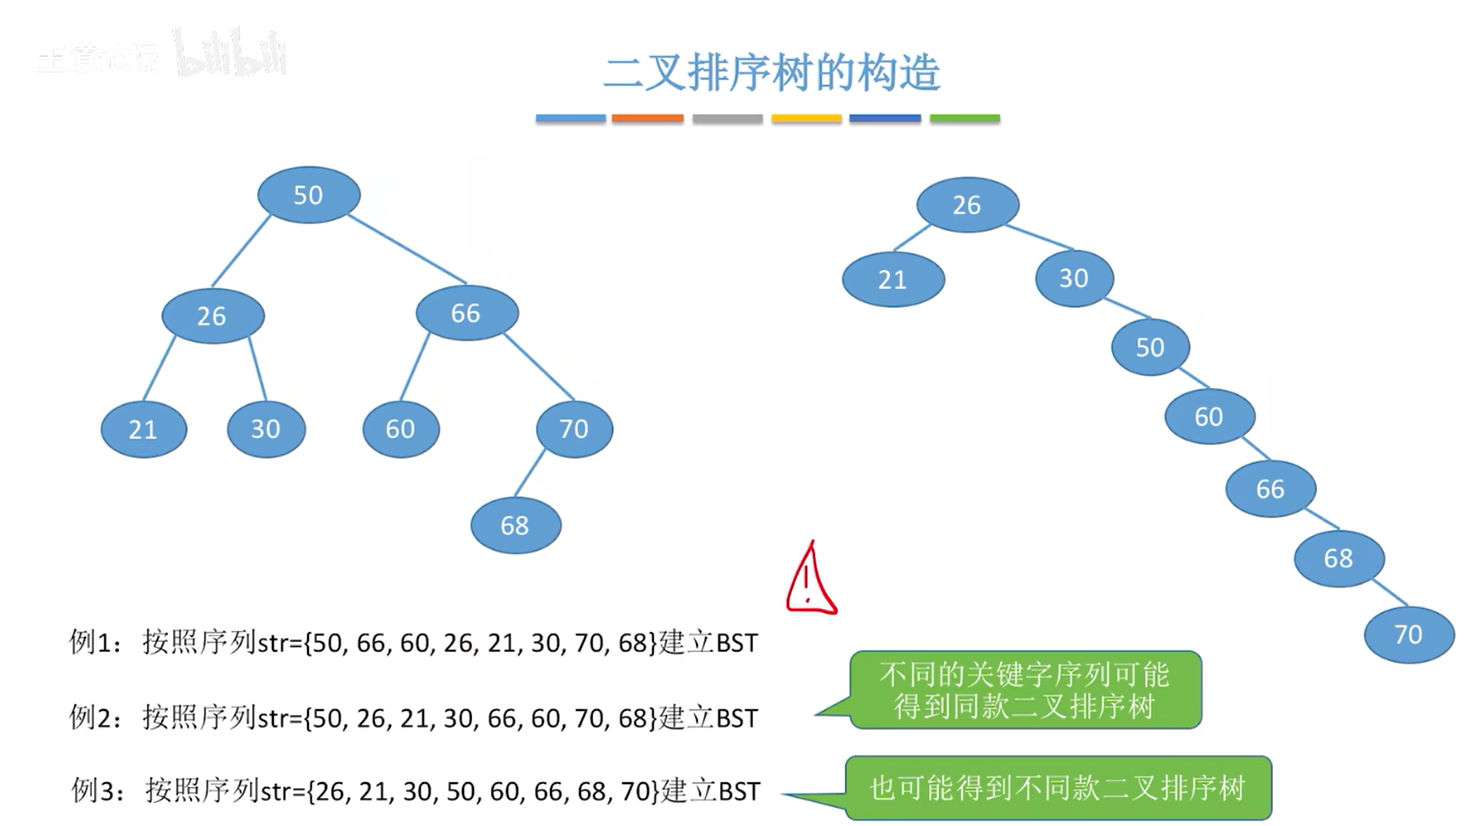 王道论坛 bilibili
二叉排序树的构造
50
26
66
21
30
60
70
68
26
21
30
50
60
66
68
70
!
例1：按照序列str={50, 66, 60, 26, 21, 30, 70, 68}建立BST
不同的关键字序列可能
得到同款二叉排序树
例2：按照序列str={50, 26, 21, 30, 66, 60, 70, 68}建立BST
例3：按照序列str={26, 21, 30, 50, 60, 66, 68, 70}建立BST
也可能得到不同款二叉排序树